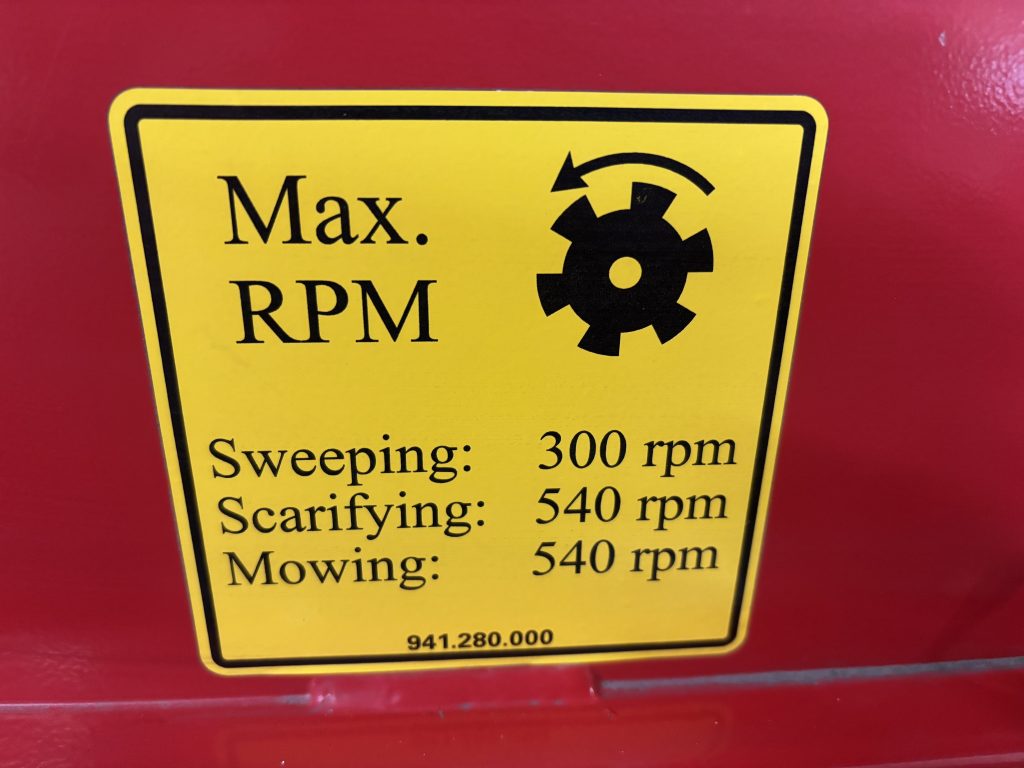 Max.
RPM
Sweeping: 300 rpm
Scarifying: 540 rpm
Mowing: 540 rpm
941.280.000